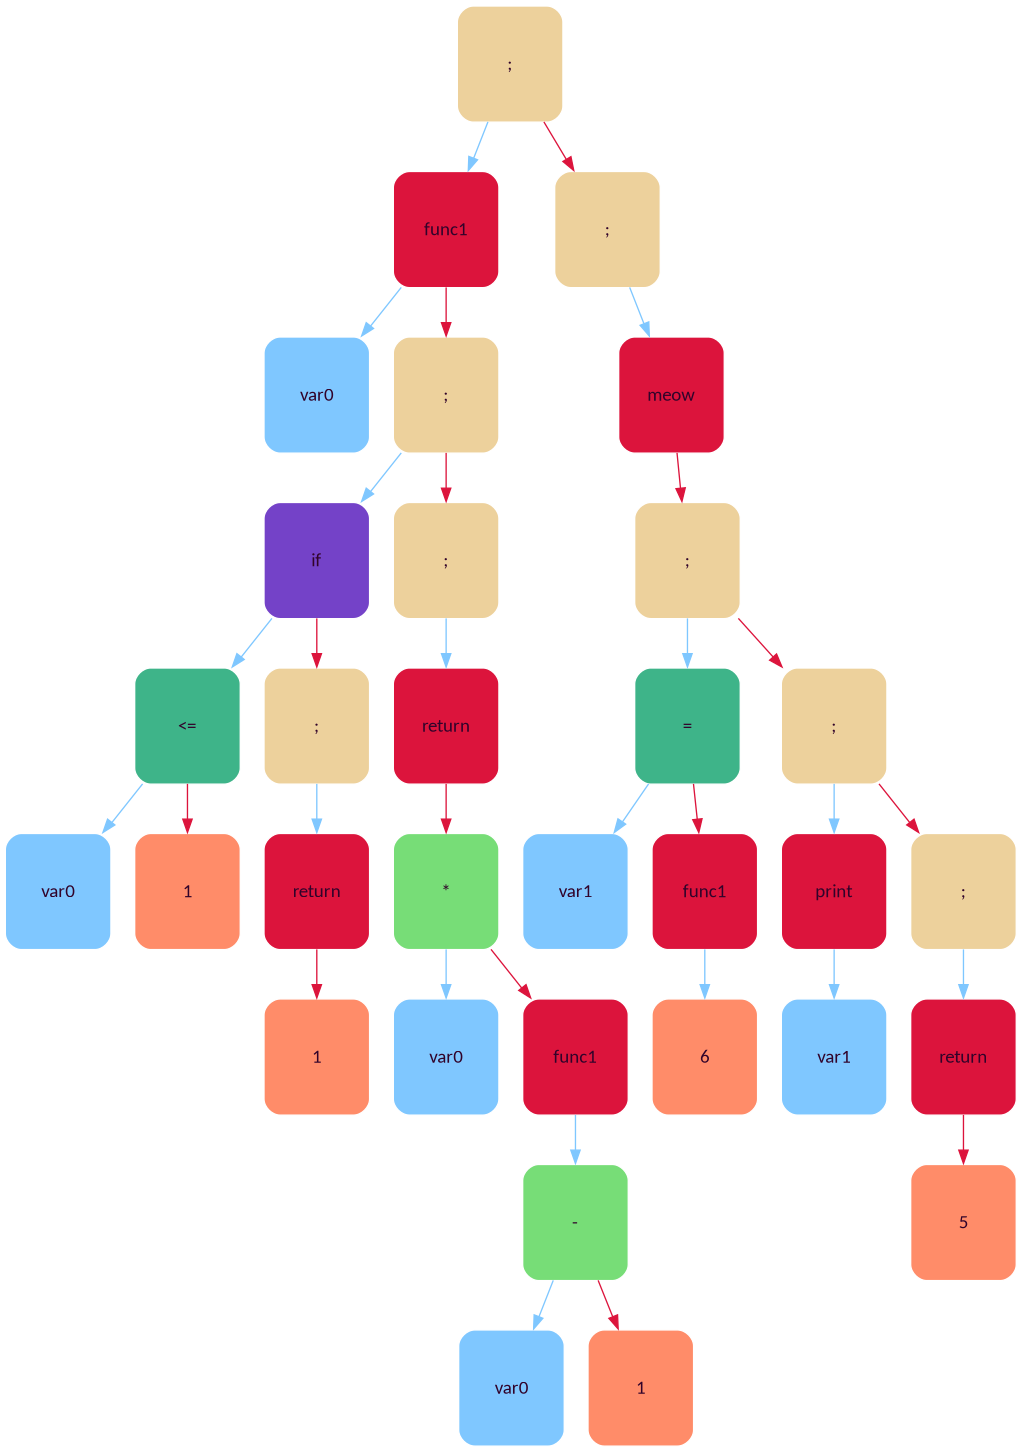 ;
func1
;
var0
;
meow
if
;
;
<=
;
return
=
;
var0
1
return
*
var1
func1
print
;
1
var0
func1
6
var1
return
-
5
var0
1